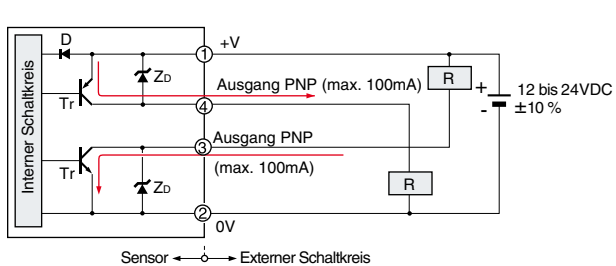 D
1
+V
ZD
Ausgang PNP (max. 100mA)
R
+
-
12 bis 24VDC
±10 %
Tr
4
Interner Schaltkreis
3
Ausgang PNP
(max. 100mA)
Tr
ZD
R
2
0V
Sensor
Externer Schaltkreis